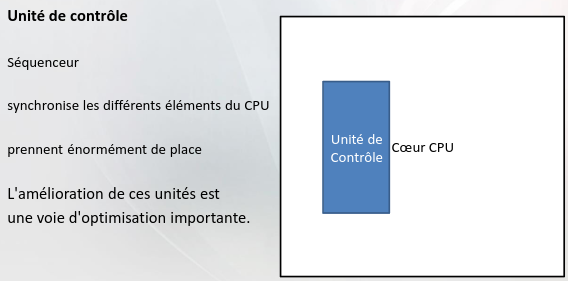 Unité de contrôle
Séquenceur
synchronise les différents éléments du CPU
prennent énormément de place
L'amélioration de ces unités est
une voie d'optimisation importante.
Unité de
Contrôle
Cœur CPU